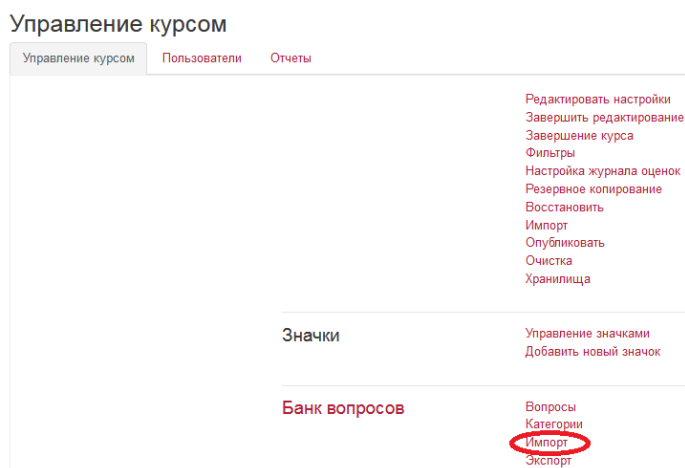 Управление курсом
Управление курсом Пользователи Отчеты
Редактировать настройки
Завершить редактирование
Завершение курса
Фильтры
Настройка журнала оценок
Резервное копирование
Восстановить
Импорт
Опубликовать
Очистка
Хранилища
Значки
Управление значками
Добавить новый значок
Банк вопросов
Вопросы
Категории
Импорт
Экспорт